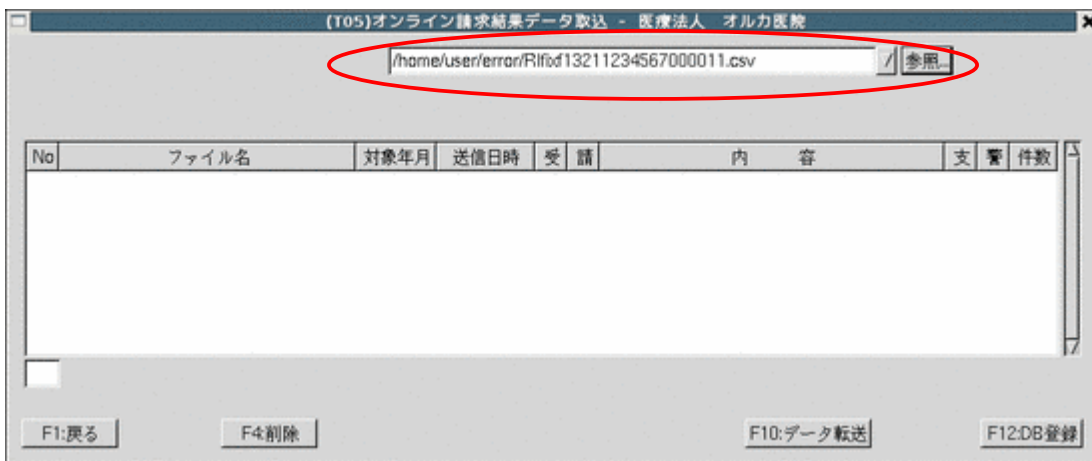 (T05)オンライン請求結果データ取込 - 医療法人 オルカ医院
/home/user/error/RIfixf13211234567000011.csv / 参照...
No ファイル名 対象年月 送信日時 受 請 内 容 支 警 件数
F1:戻る F4:削除 F10:データ転送 F12:DB登録